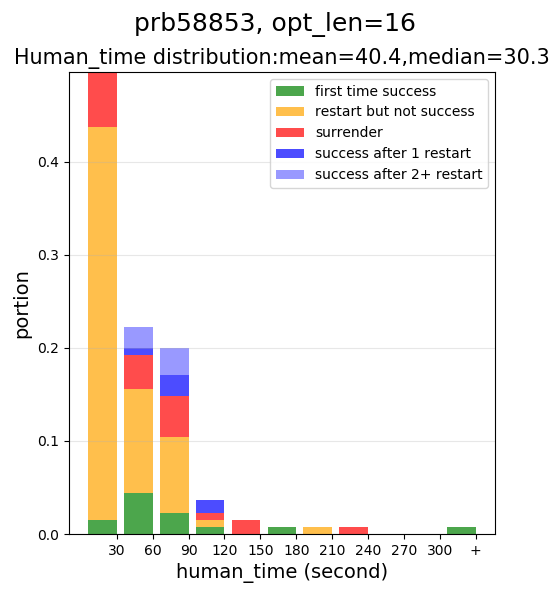 prb58853, opt_len=16
Human_time distribution:mean=40.4,median=30.3
first time success
restart but not success
surrender
success after 1 restart
success after 2+ restart
0.4
0.3
0.2
0.1
0.0
portion
30 60 90 120 150 180 210 240 270 300 +
human_time (second)